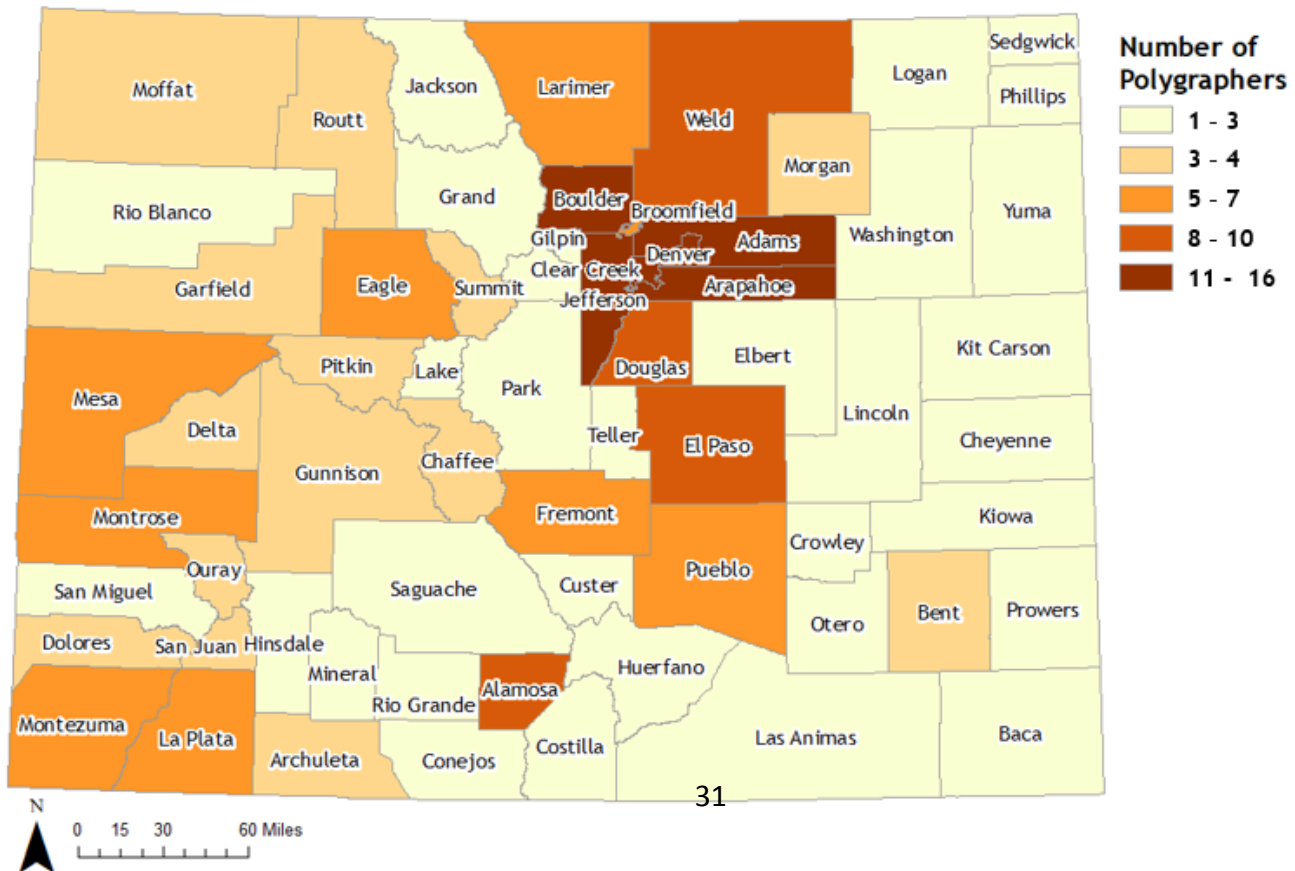 Moffat
Routt
Jackson
Larimer
Weld
Logan
Sedgwick
Phillips
Number of
Polygraphers
1 - 3
3 - 4
5 - 7
8 - 10
11 - 16
Rio Blanco
Grand
Boulder
Broomfield
Morgan
Washington
Yuma
Gilpin
Denver
Adams
Clear Creek
Arapahoe
Jefferson
Garfield
Eagle
Summit
Mesa
Pitkin
Lake
Park
Douglas
Elbert
Kit Carson
Delta
Gunnison
Chaffee
Teller
El Paso
Lincoln
Cheyenne
Montrose
Fremont
Kiowa
Crowley
Ouray
San Miguel
Saguache
Custer
Pueblo
Otero
Bent
Prowers
Dolores
San Juan
Hinsdale
Mineral
Rio Grande
Alamosa
Huerfano
Montezuma
La Plata
Archuleta
Conejos
Costilla
Las Animas
Baca
31
N
0 15 30 60 Miles